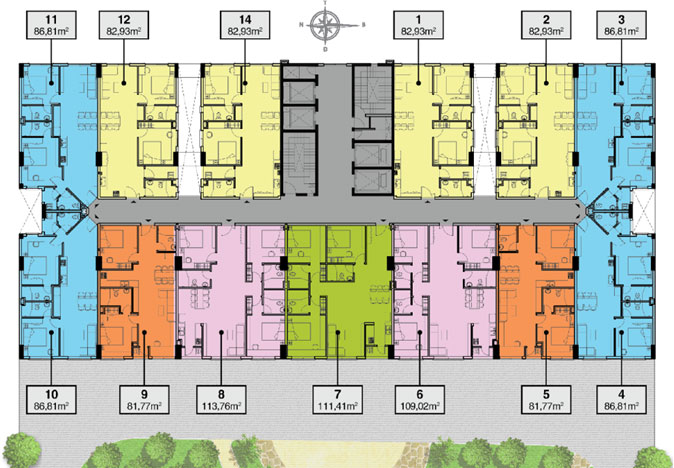 11
86,81m²
12
82,93m²
14
82,93m²
T
N
B
D
1
82,93m²
2
82,93m²
3
86,81m²
10
86,81m²
9
81,77m²
8
113,76m²
7
111,41m²
6
109,02m²
5
81,77m²
4
86,81m²